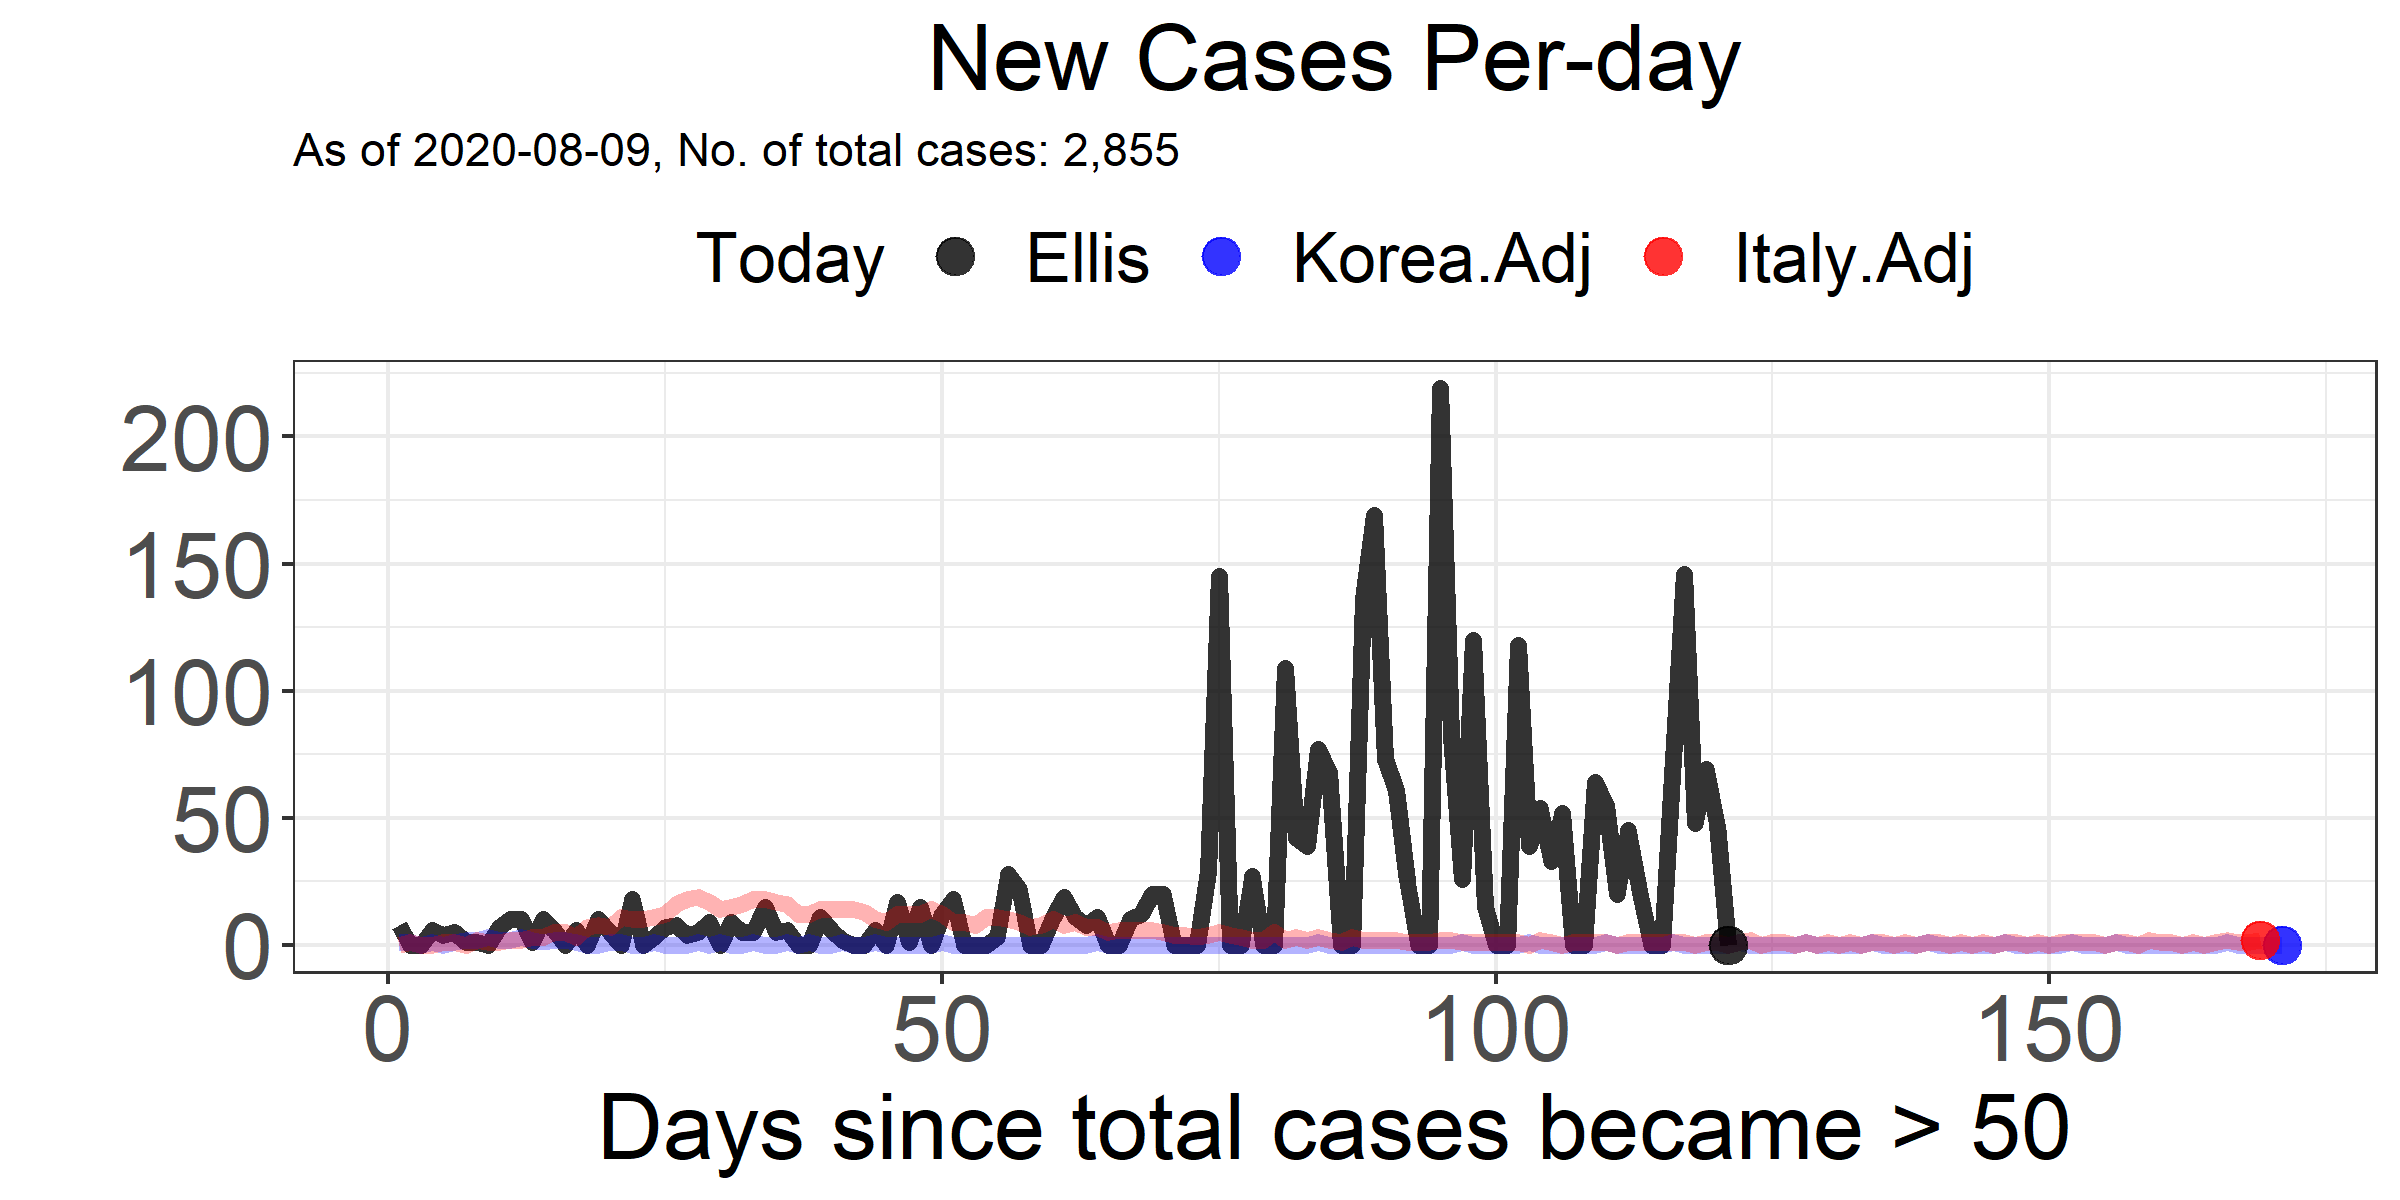 New Cases Per-day
As of 2020-08-09, No. of total cases: 2,855
Today Ellis Korea.Adj Italy.Adj
200
150
100
50
0
0 50 100 150
Days since total cases became > 50